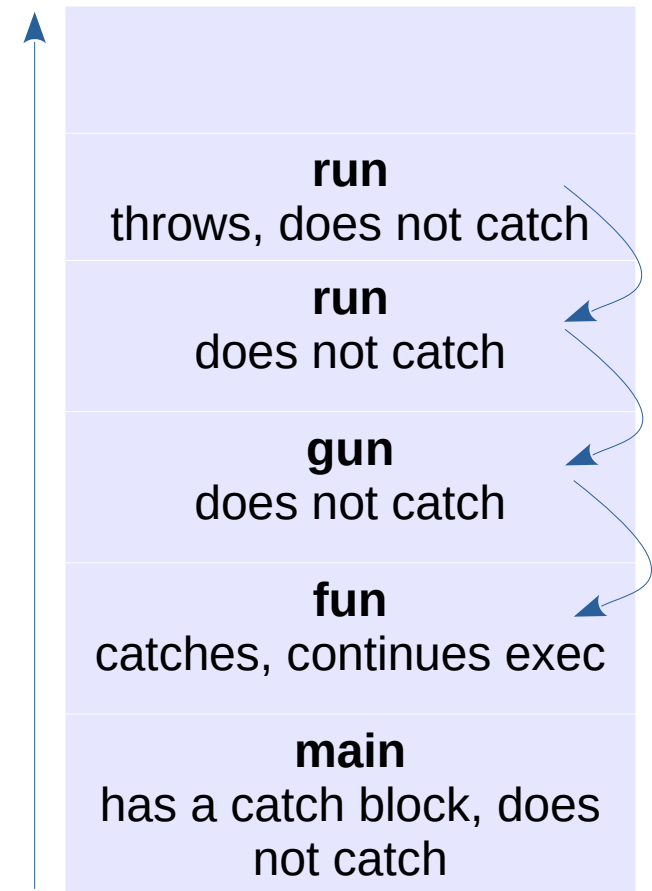 run
throws, does not catch
run
does not catch
gun
does not catch
fun
catches, continues exec
main
has a catch block, does
not catch